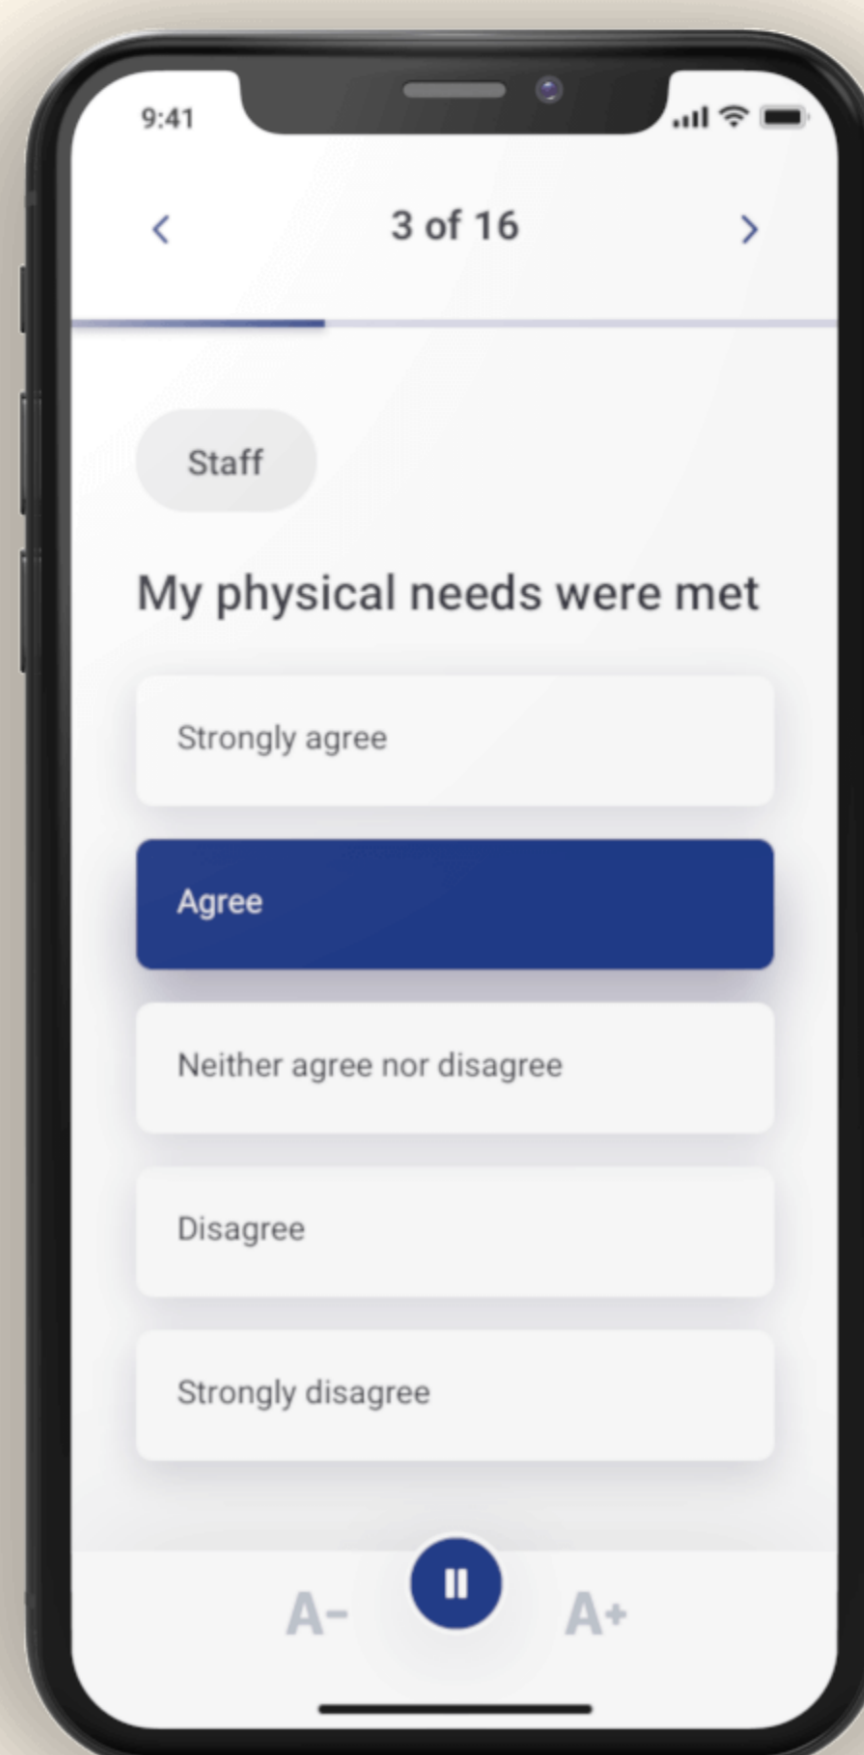 9:41
3 of 16
Staff
My physical needs were met
Strongly agree
Agree
Neither agree nor disagree
Disagree
Strongly disagree
A- A+